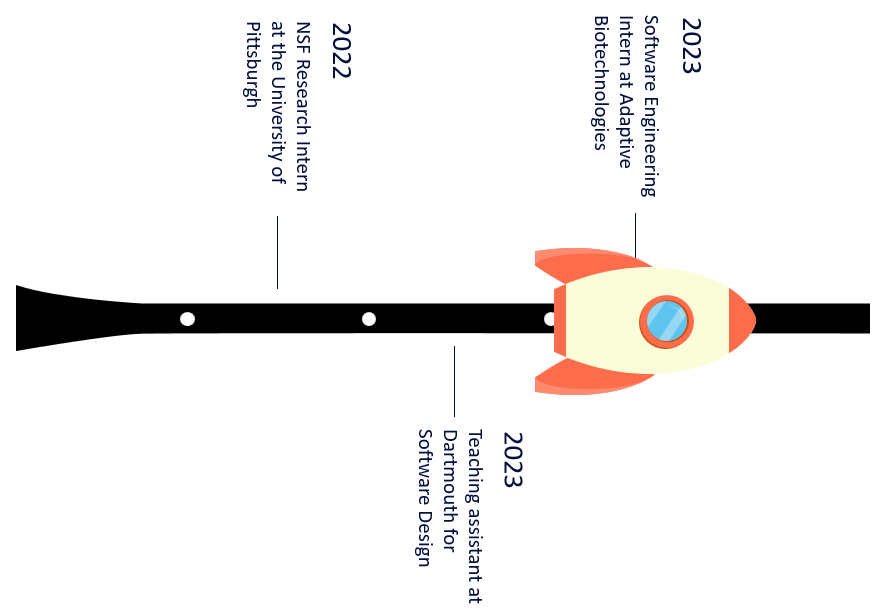 2022
NSF Research Intern
at the University of
Pittsburgh
2023
Software Engineering
Intern at Adaptive
Biotechnologies
2023
Teaching assistant at
Dartmouth for
Software Design